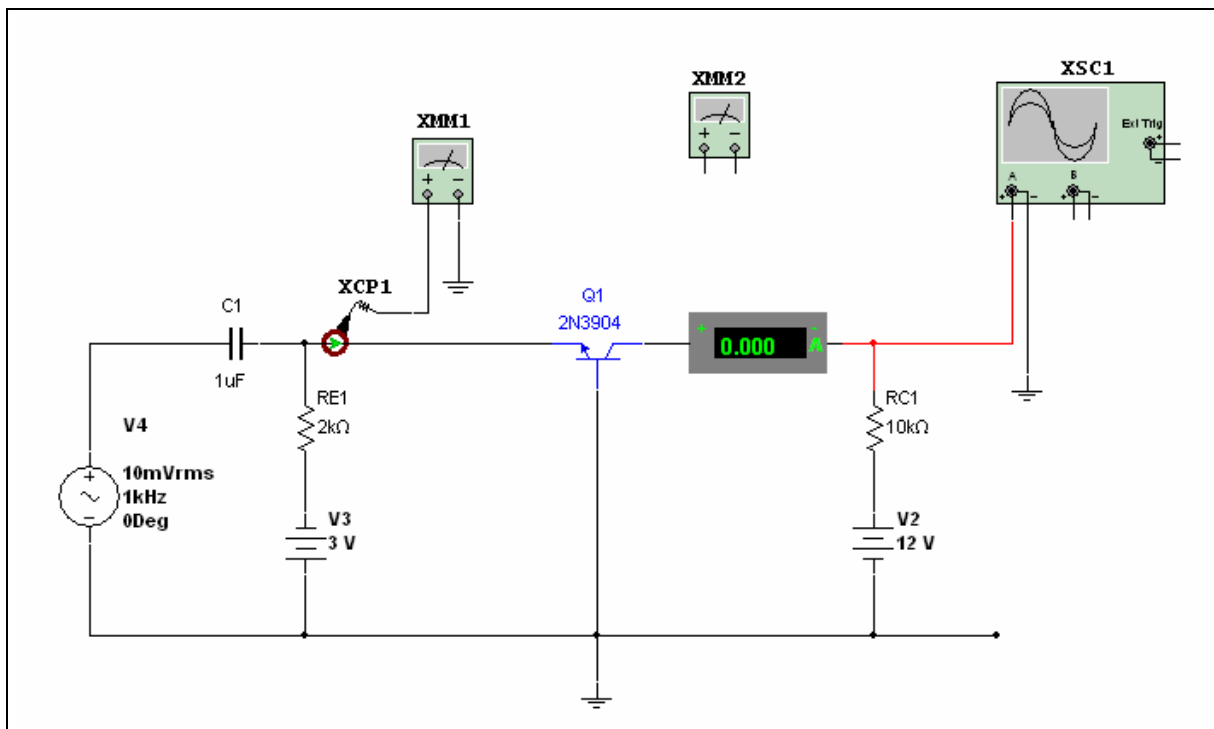 XSC1
XMM2
Ext Trig
+
-
A
B
+
-
+
-
XMM1
+
-
+
-
XCP1
Q1
2N3904
C1
1uF
+
-
0.000
RE1
2kΩ
RC1
10kΩ
V4
+
-
10mVrms
1kHz
0Deg
V3
3 V
V2
12 V